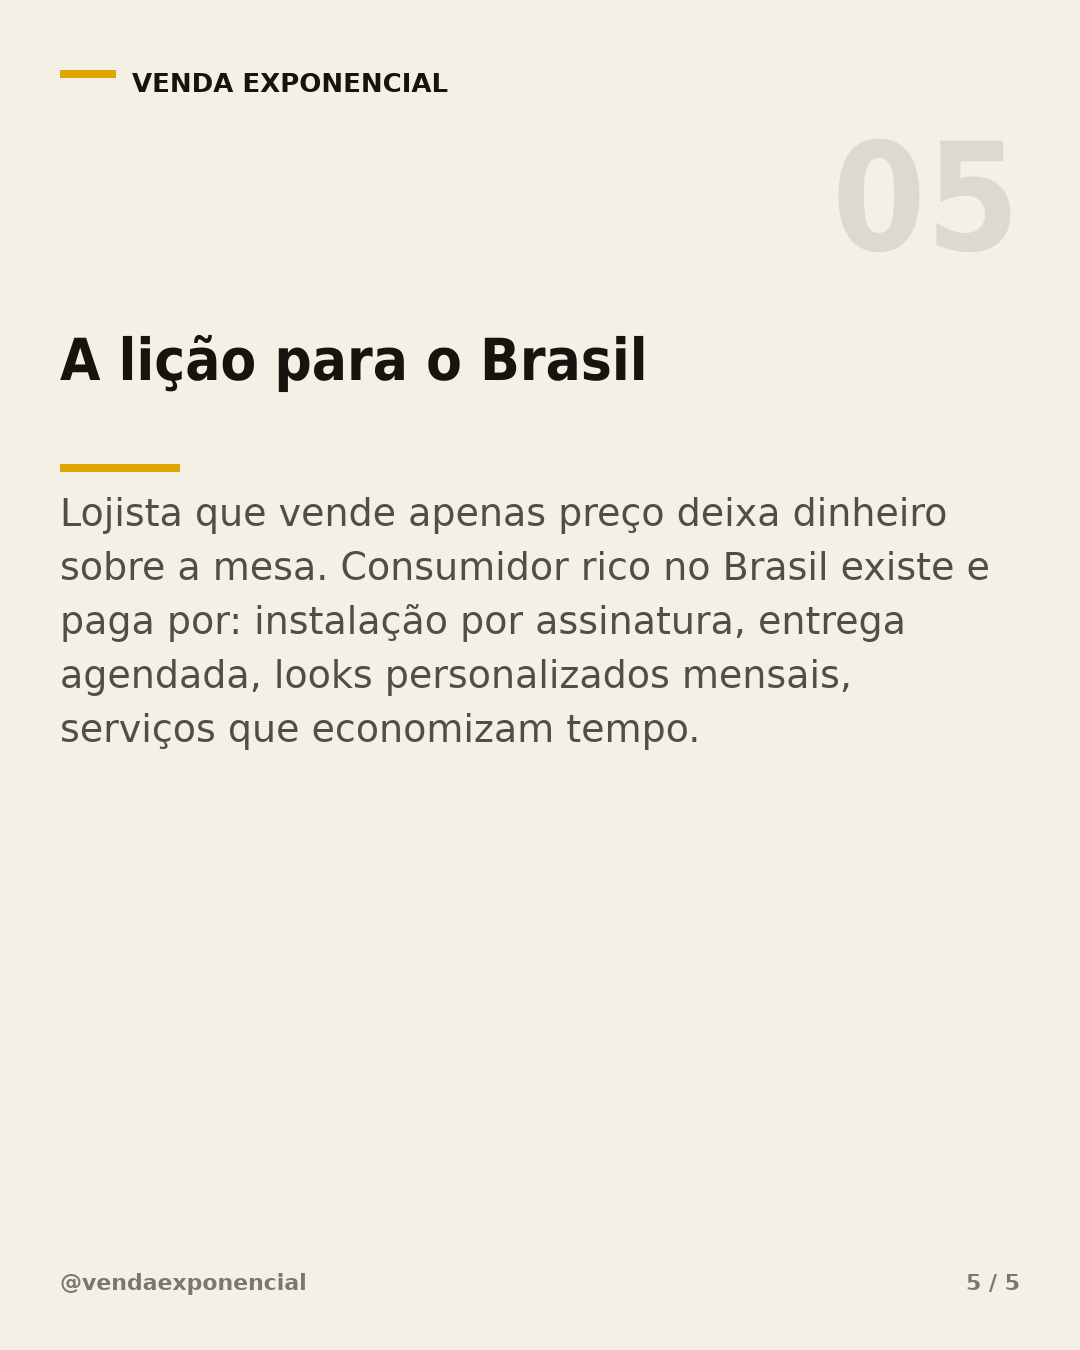 VENDA EXPONENCIAL
05
A lição para o Brasil
Lojista que vende apenas preço deixa dinheiro
sobre a mesa. Consumidor rico no Brasil existe e
paga por: instalação por assinatura, entrega
agendada, looks personalizados mensais,
serviços que economizam tempo.
@vendaexponencial
5 / 5